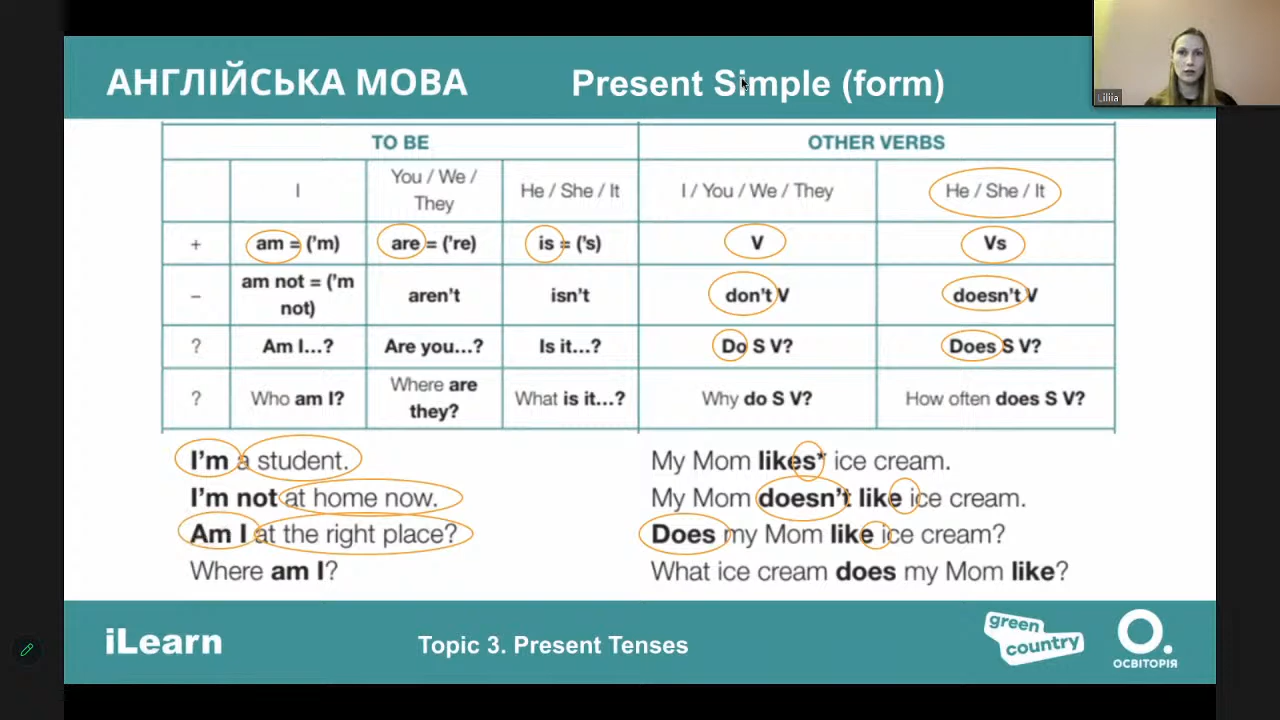 АНГЛІЙСЬКА МОВА
Present Simple (form)
Liliia
TO BE
OTHER VERBS
I
You / We / They
He / She / It
I / You / We / They
He / She / It
+
am = ('m)
are = ('re)
is = ('s)
V
Vs
–
am not = ('m not)
aren't
isn't
don't V
doesn't V
?
Am I...?
Are you...?
Is it...?
Do S V?
Does S V?
?
Who am I?
Where are they?
What is it...?
Why do S V?
How often does S V?
I'm a student.
I'm not at home now.
Am I at the right place?
Where am I?
My Mom likes* ice cream.
My Mom doesn't like ice cream.
Does my Mom like ice cream?
What ice cream does my Mom like?
iLearn
Topic 3. Present Tenses
green country
ОСВІТОРІЯ